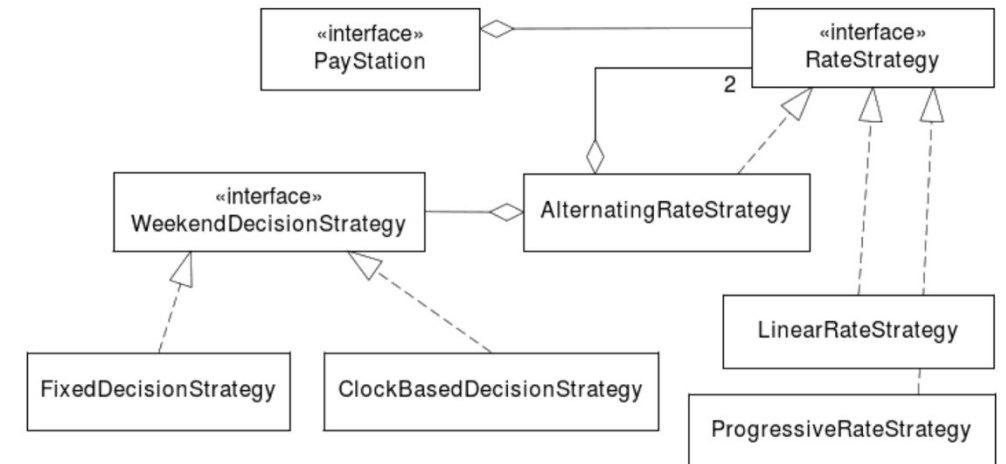 «interface»
PayStation
«interface»
RateStrategy
2
«interface»
WeekendDecisionStrategy
AlternatingRateStrategy
LinearRateStrategy
FixedDecisionStrategy
ClockBasedDecisionStrategy
ProgressiveRateStrategy